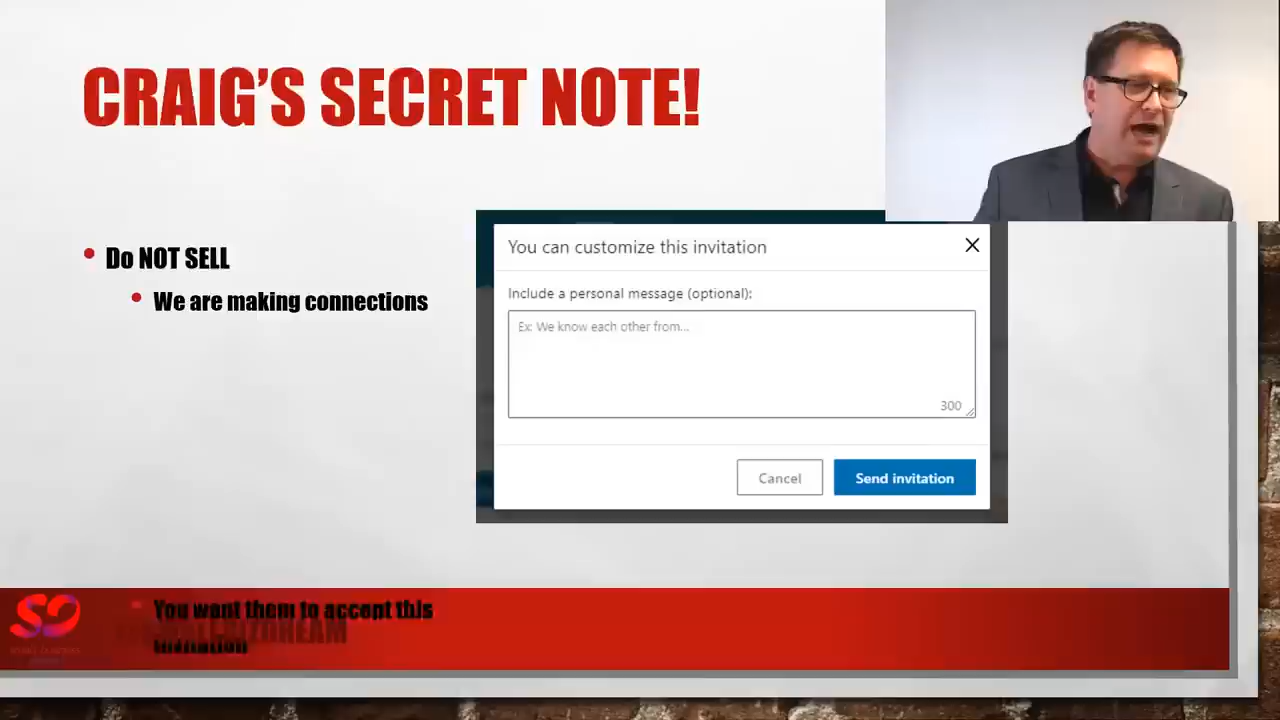 CRAIG'S SECRET NOTE!
• Do NOT SELL
• We are making connections
You can customize this invitation
Include a personal message (optional):
Ex: We know each other from...
300
Cancel
Send invitation
• You want them to accept this
invitation